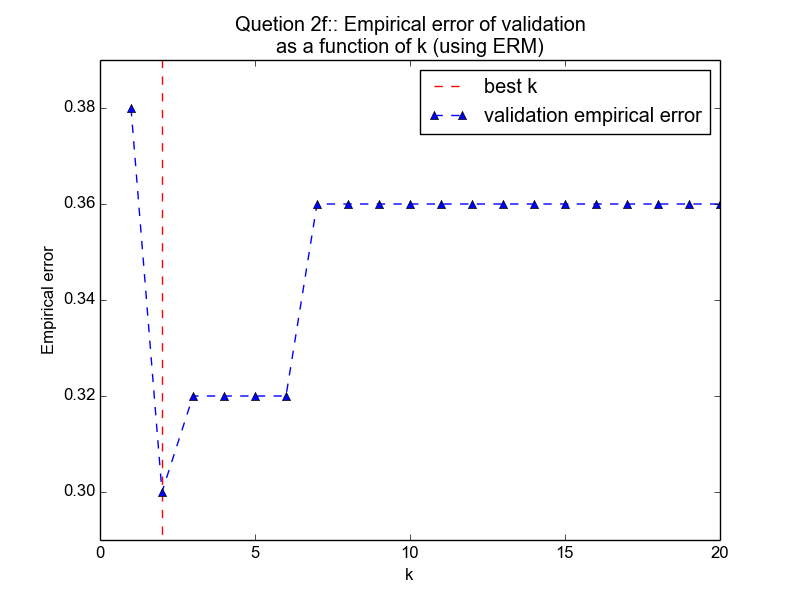 Quetion 2f:: Empirical error of validation
as a function of k (using ERM)
best k
validation empirical error
Empirical error
0.38
0.36
0.34
0.32
0.30
0 5 10 15 20
k